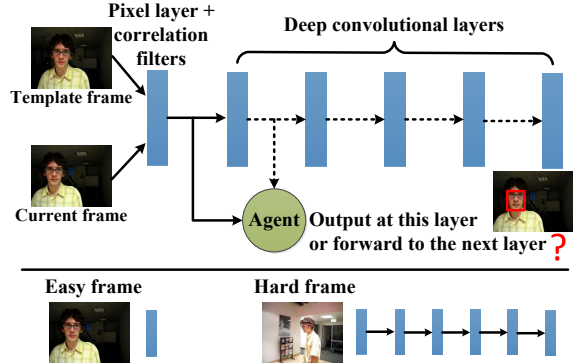 Pixel layer +
correlation
filters
Deep convolutional layers
Template frame
Current frame
Agent
Output at this layer
or forward to the next layer ?
Easy frame
Hard frame